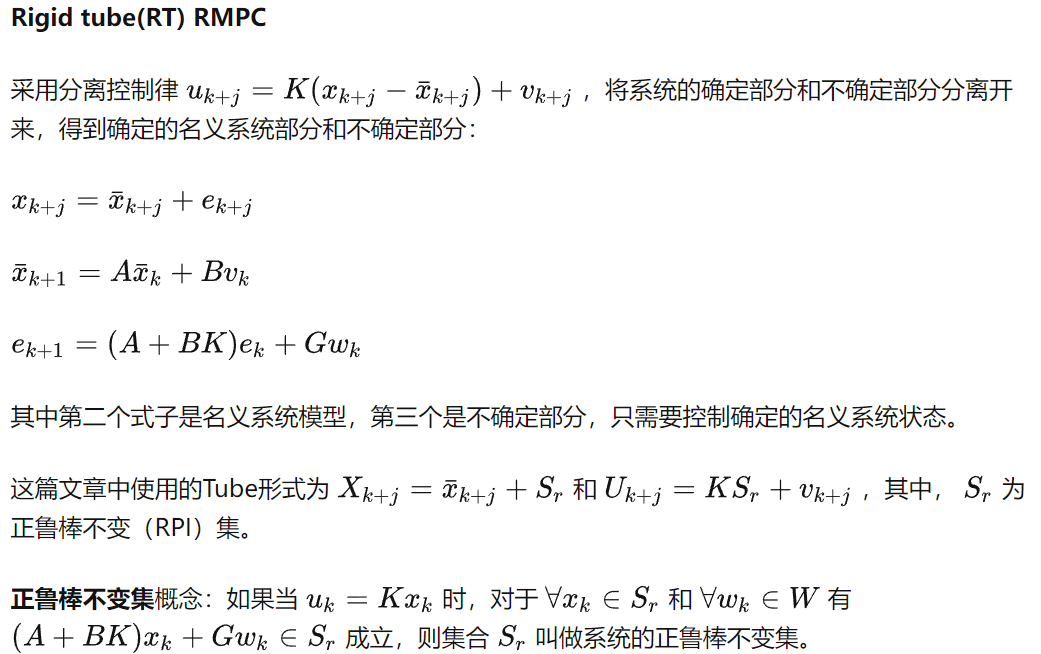 Rigid tube(RT) RMPC
采用分离控制律 $u_{k+j} = K(x_{k+j} - \bar{x}_{k+j}) + v_{k+j}$ ，将系统的确定部分和不确定部分分离开
来，得到确定的名义系统部分和不确定部分：
$x_{k+j} = \bar{x}_{k+j} + e_{k+j}$
$\bar{x}_{k+1} = A\bar{x}_k + Bv_k$
$e_{k+1} = (A + BK)e_k + Gw_k$
其中第二个式子是名义系统模型，第三个是不确定部分，只需要控制确定的名义系统状态。
这篇文章中使用的Tube形式为 $X_{k+j} = \bar{x}_{k+j} + S_r$ 和 $U_{k+j} = KS_r + v_{k+j}$ ，其中， $S_r$ 为
正鲁棒不变（RPI）集。
正鲁棒不变集概念：如果当 $u_k = Kx_k$ 时，对于 $\forall x_k \in S_r$ 和 $\forall w_k \in W$ 有
$(A + BK)x_k + Gw_k \in S_r$ 成立，则集合 $S_r$ 叫做系统的正鲁棒不变集。